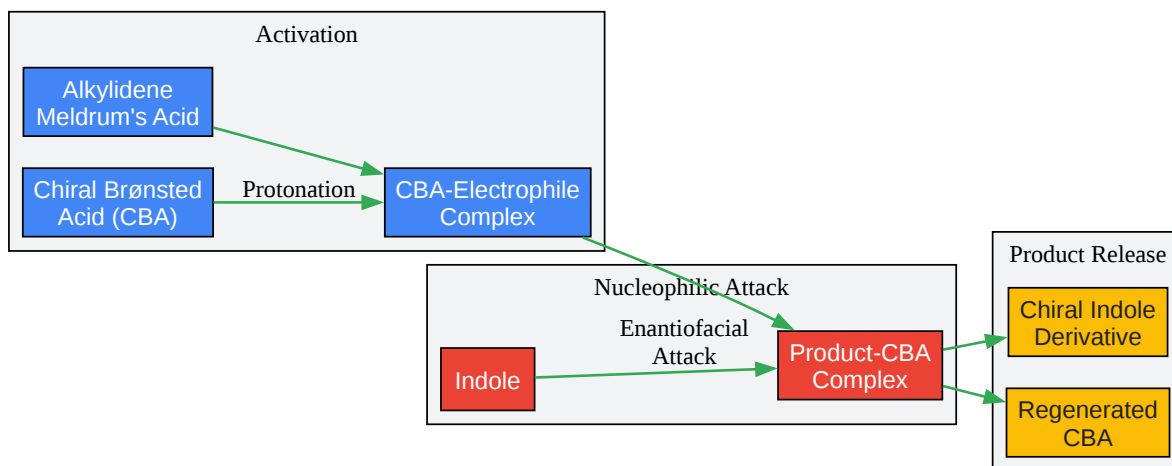 Activation
Alkylidene
Meldrum's Acid
Chiral Brønsted
Acid (CBA)
Protonation
CBA-Electrophile
Complex
Nucleophilic Attack
Indole
Enantiofacial
Attack
Product-CBA
Complex
Product Release
Chiral Indole
Derivative
Regenerated
CBA